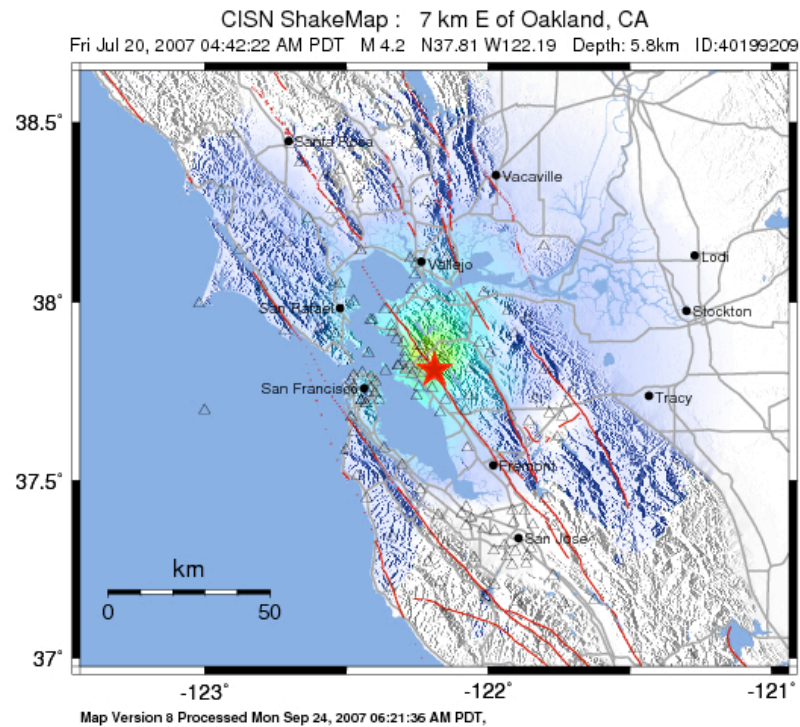 CISN ShakeMap : 7 km E of Oakland, CA
Fri Jul 20, 2007 04:42:22 AM PDT M 4.2 N37.81 W122.19 Depth: 5.8km ID:40199209
38.5°
Santa Rosa
Vacaville
Vallejo
Lodi
38°
San Rafael
Stockton
San Francisco
Tracy
37.5°
Fremont
San Jose
km
0 50
37°
-123° -122° -121°
Map Version 8 Processed Mon Sep 24, 2007 06:21:36 AM PDT,